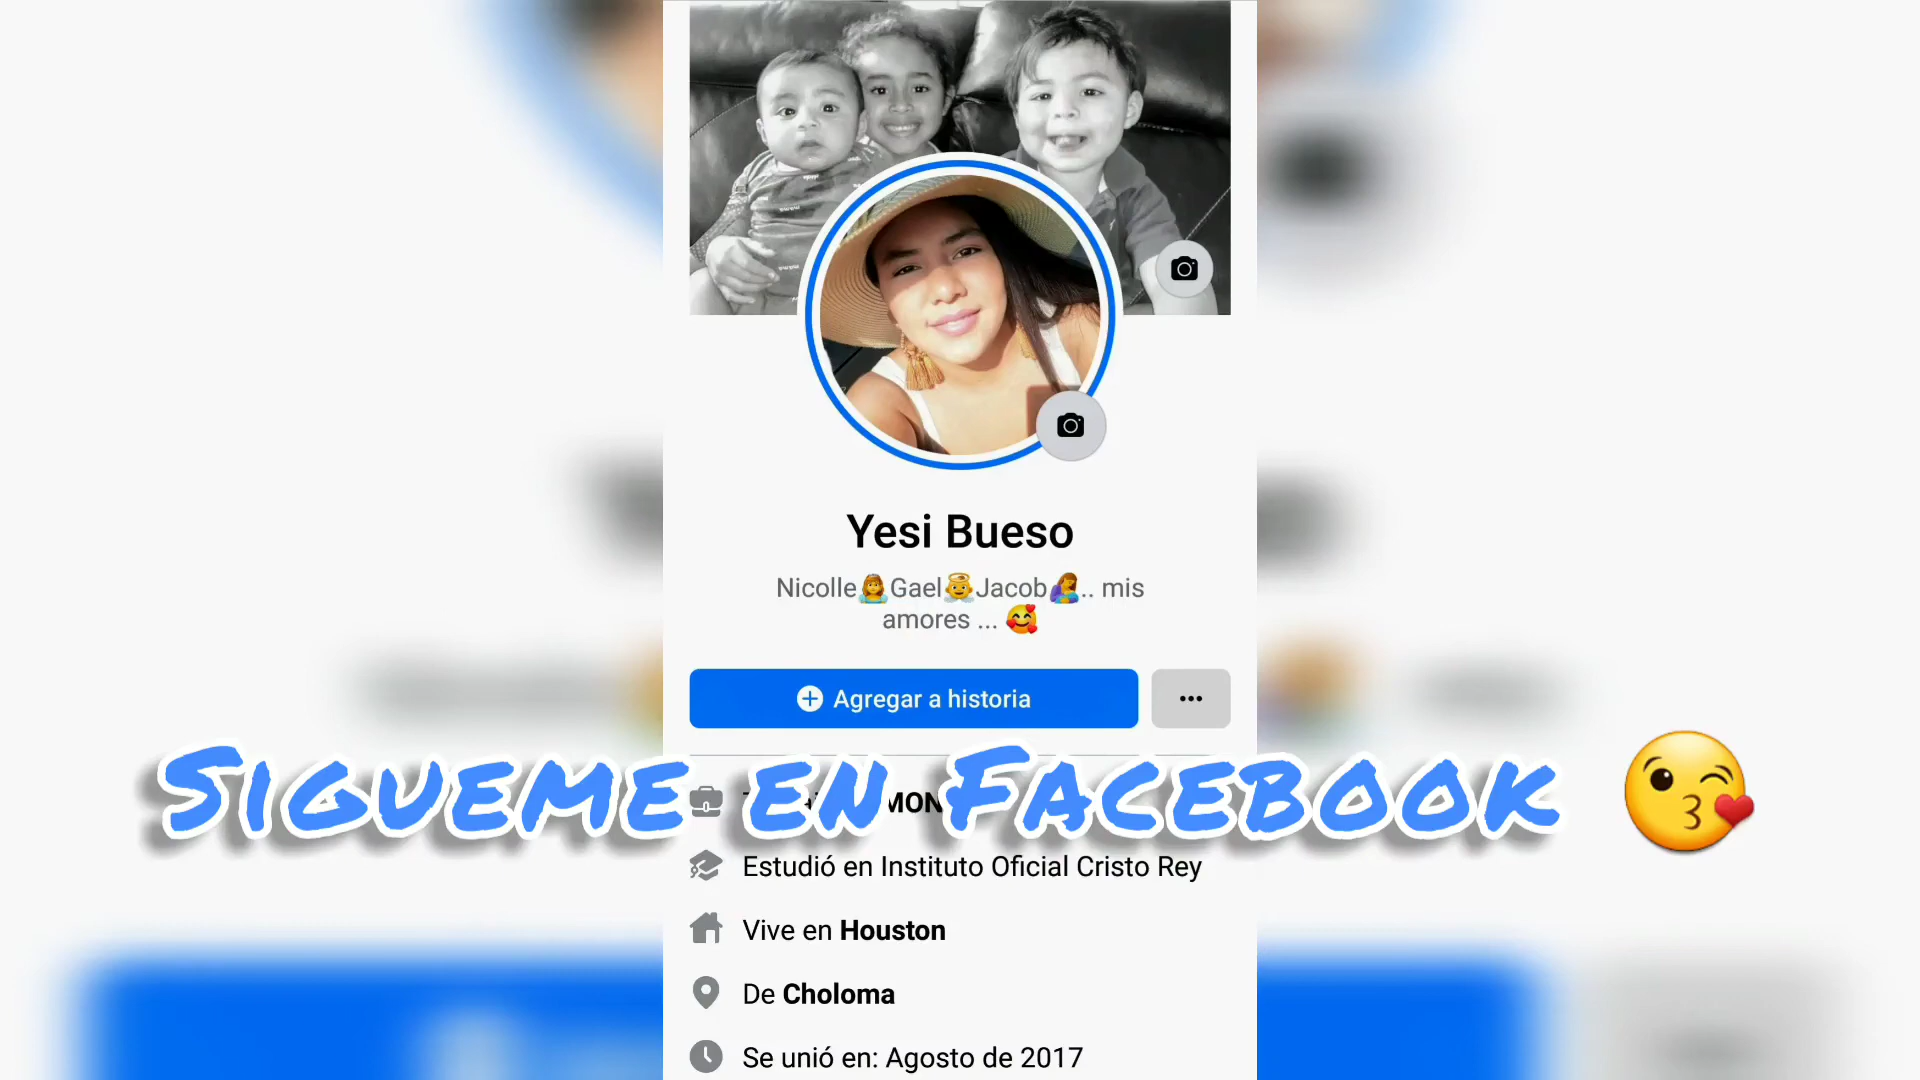 Yesi Bueso
Nicolle👸Gael😇Jacob🤱.. mis
amores ... 🥰
Agregar a historia
Sigueme en Facebook 😘
Estudió en Instituto Oficial Cristo Rey
Vive en Houston
De Choloma
Se unió en: Agosto de 2017